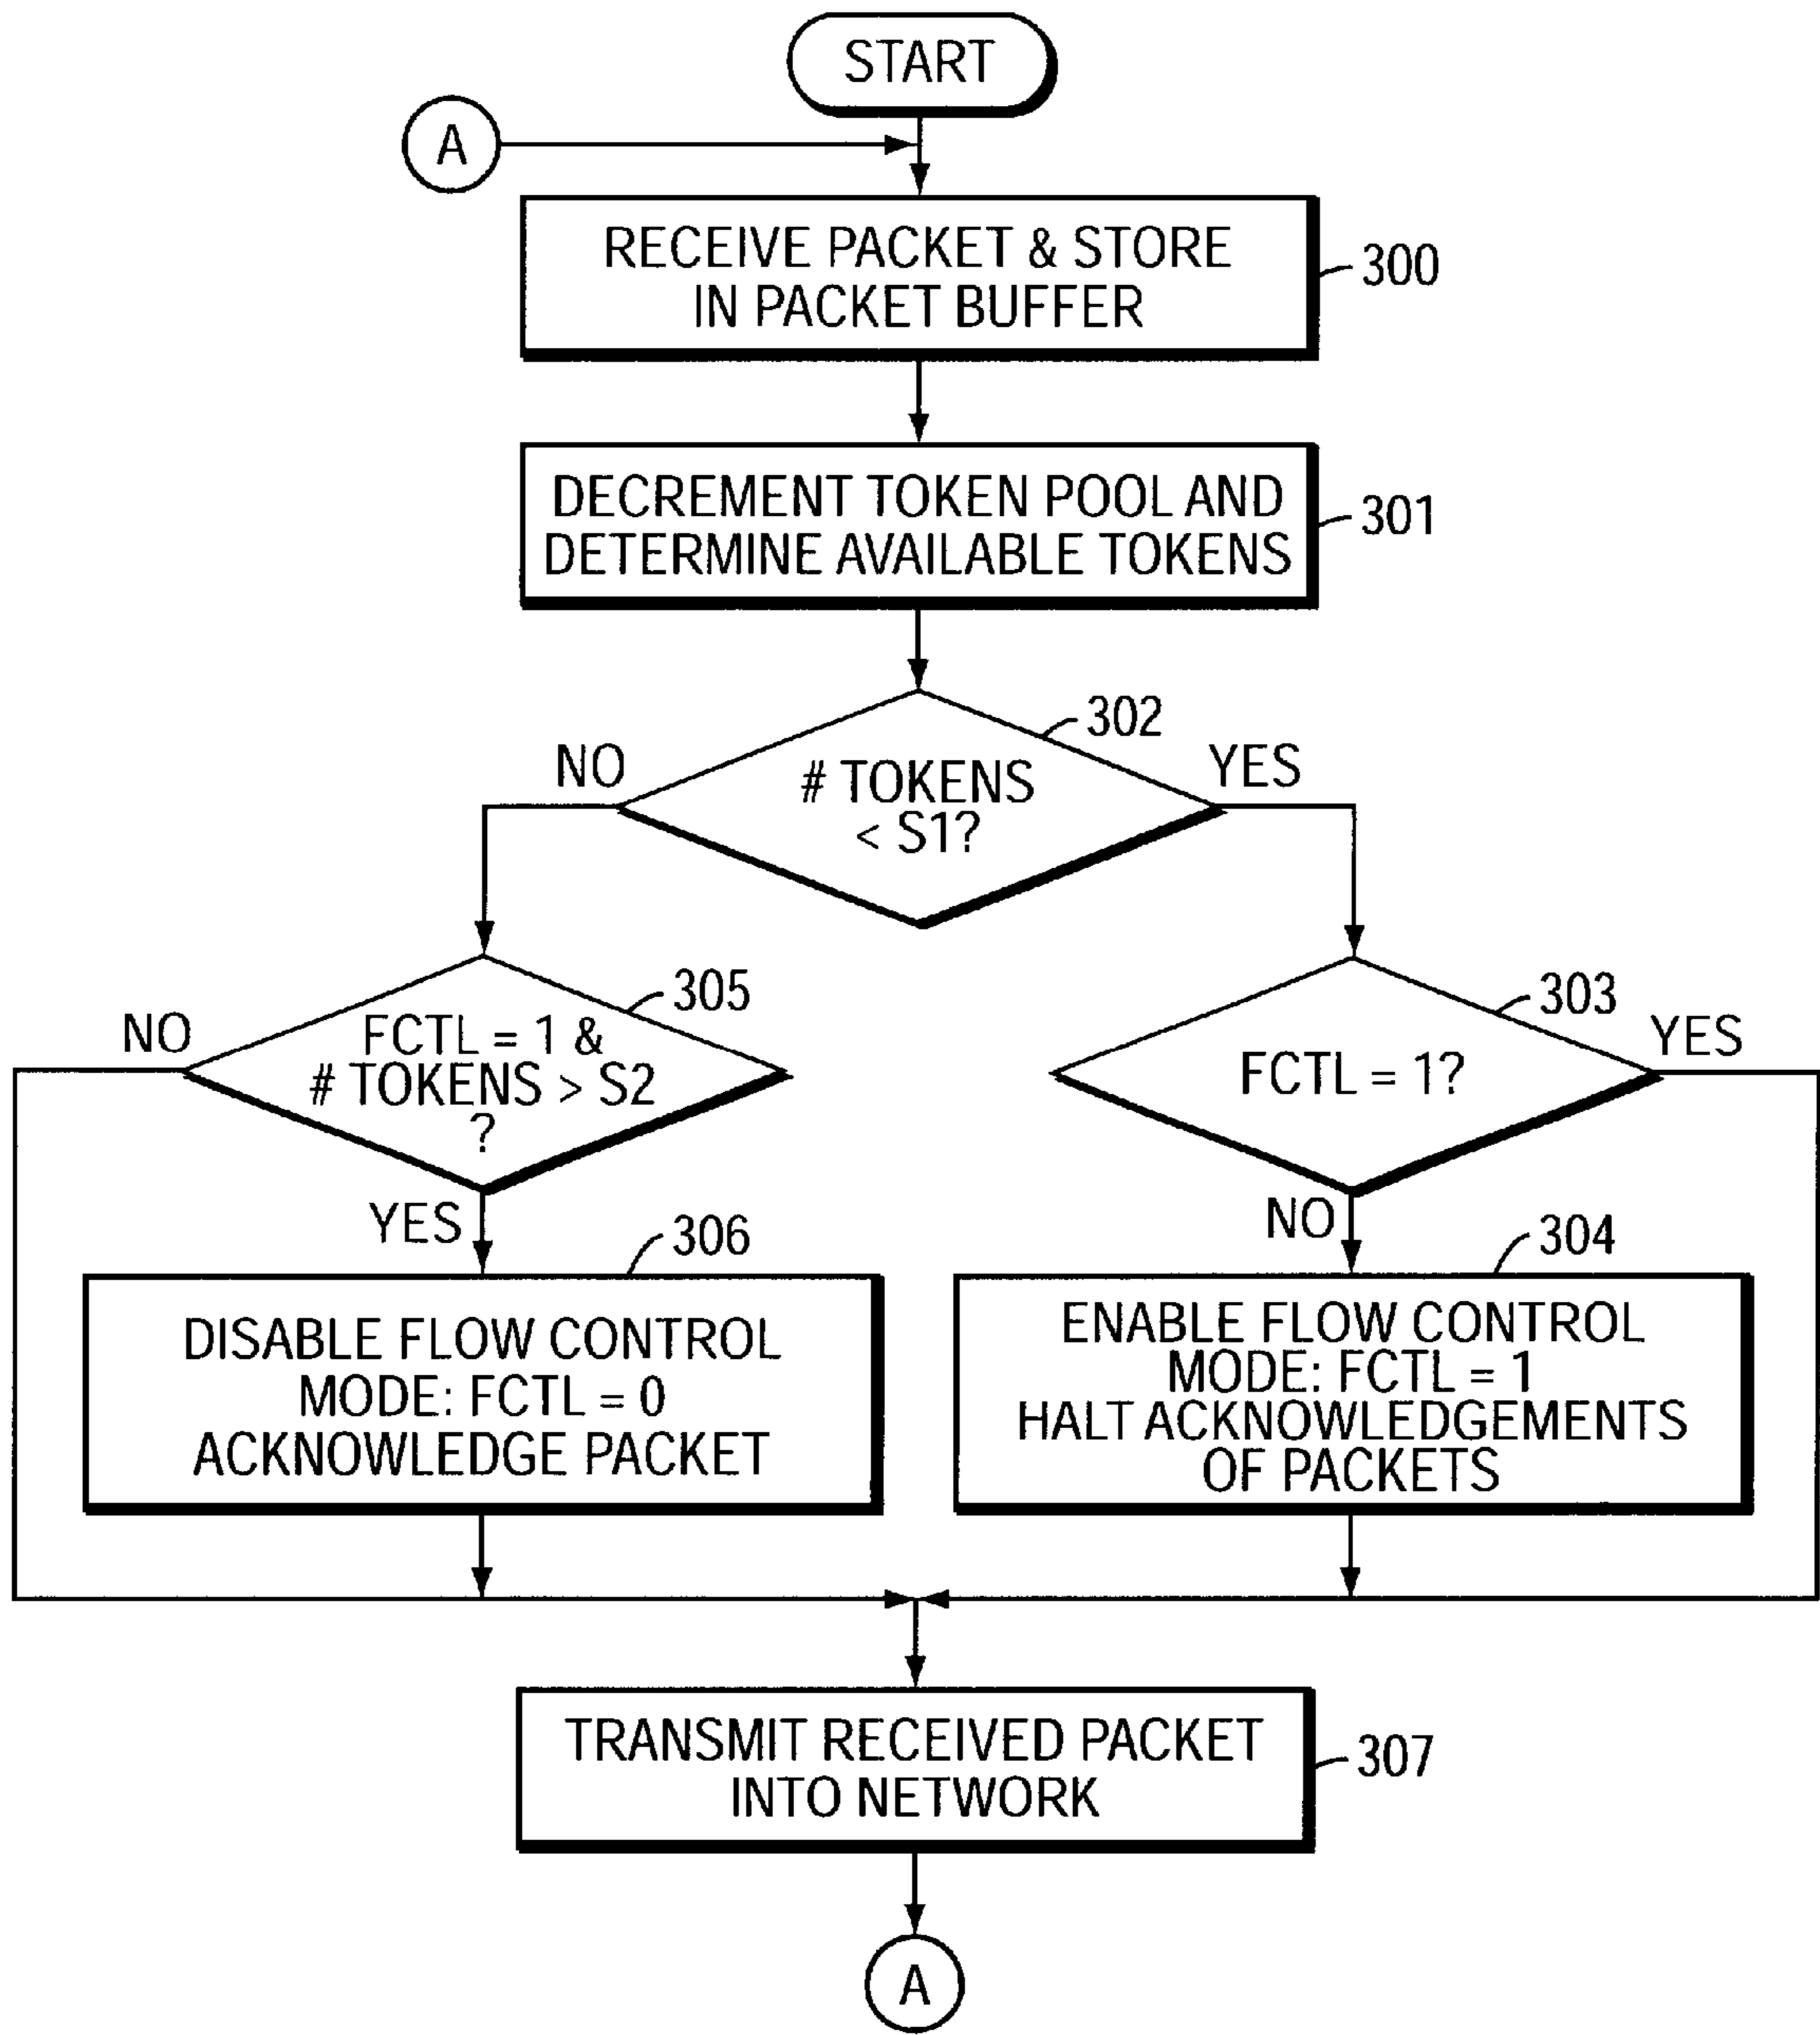 START
A
RECEIVE PACKET & STORE
IN PACKET BUFFER
300
DECREMENT TOKEN POOL AND
DETERMINE AVAILABLE TOKENS
301
302
NO
# TOKENS
< S1?
YES
305
NO
FCTL = 1 &
# TOKENS > S2
?
YES
303
FCTL = 1?
YES
NO
306
DISABLE FLOW CONTROL
MODE: FCTL = 0
ACKNOWLEDGE PACKET
304
ENABLE FLOW CONTROL
MODE: FCTL = 1
HALT ACKNOWLEDGEMENTS
OF PACKETS
TRANSMIT RECEIVED PACKET
INTO NETWORK
307
A